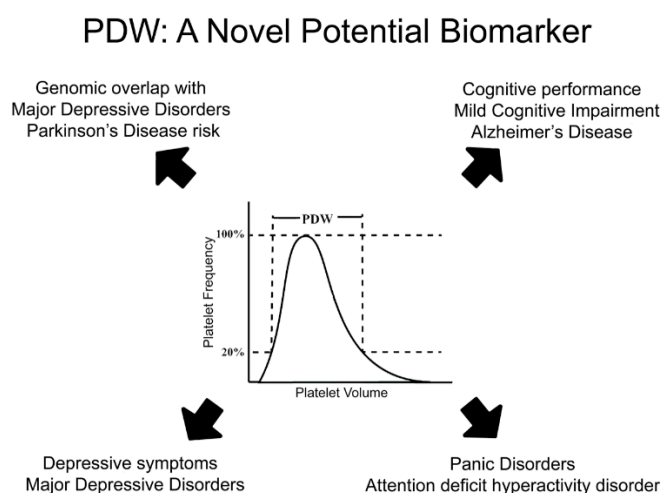 PDW: A Novel Potential Biomarker
Genomic overlap with
Major Depressive Disorders
Parkinson's Disease risk
Cognitive performance
Mild Cognitive Impairment
Alzheimer's Disease
PDW
100%
Platelet Frequency
20%
Platelet Volume
Depressive symptoms
Major Depressive Disorders
Panic Disorders
Attention deficit hyperactivity disorder